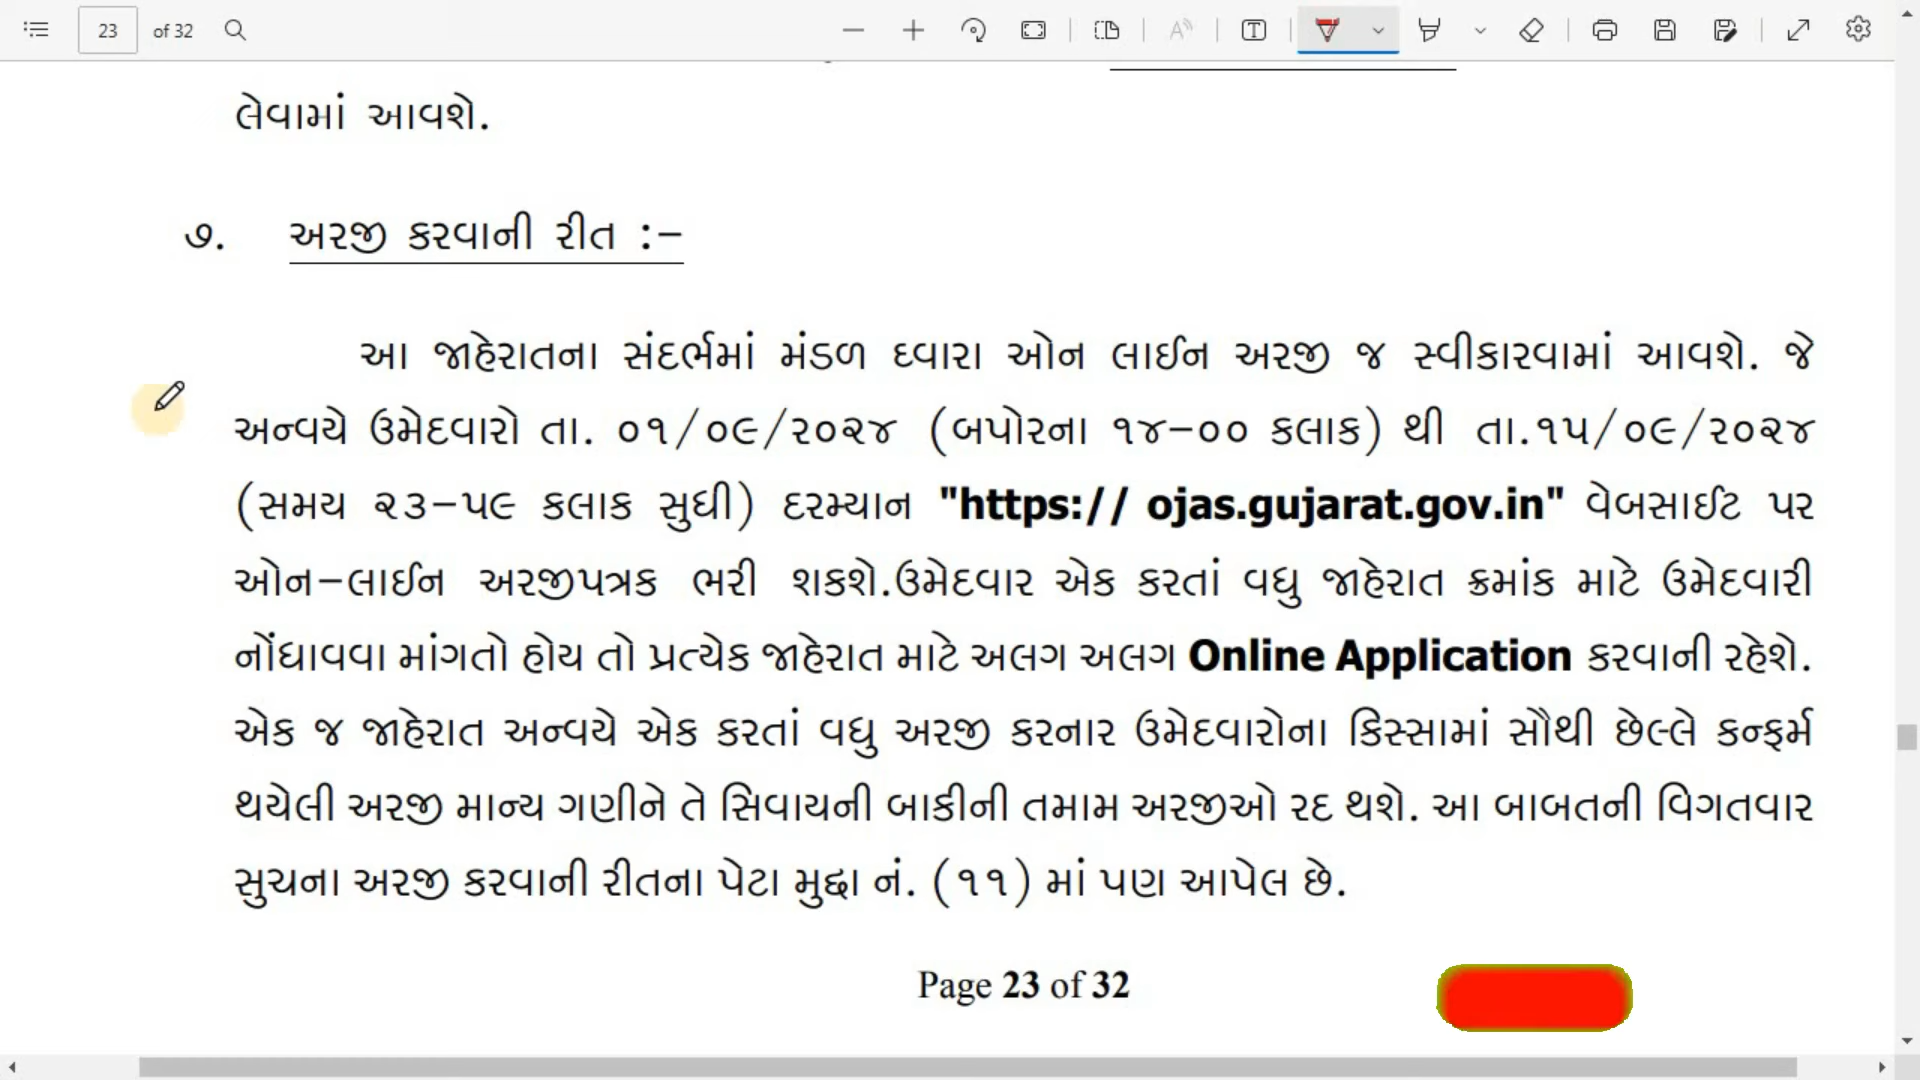 23 of 32
લેવામાં આવશે.
૭. અરજી કરવાની રીત :-
આ જાહેરાતના સંદર્ભમાં મંડળ ધ્વારા ઓન લાઈન અરજી જ સ્વીકારવામાં આવશે. જે
અન્વયે ઉમેદવારો તા. ૦૧/૦૯/૨૦૨૪ (બપોરના ૧૪-૦૦ કલાક) થી તા.૧૫/૦૯/૨૦૨૪
(સમય ૨૩-૫૯ કલાક સુધી) દરમ્યાન "https:// ojas.gujarat.gov.in" વેબસાઈટ પર
ઓન-લાઈન અરજીપત્રક ભરી શકશે.ઉમેદવાર એક કરતાં વધુ જાહેરાત ક્રમાંક માટે ઉમેદવારી
નોંધાવવા માંગતો હોય તો પ્રત્યેક જાહેરાત માટે અલગ અલગ Online Application કરવાની રહેશે.
એક જ જાહેરાત અન્વયે એક કરતાં વધુ અરજી કરનાર ઉમેદવારોના કિસ્સામાં સૌથી છેલ્લે કન્ફર્મ
થયેલી અરજી માન્ય ગણીને તે સિવાયની બાકીની તમામ અરજીઓ રદ થશે. આ બાબતની વિગતવાર
સુચના અરજી કરવાની રીતના પેટા મુદ્દા નં. (૧૧) માં પણ આપેલ છે.
Page 23 of 32